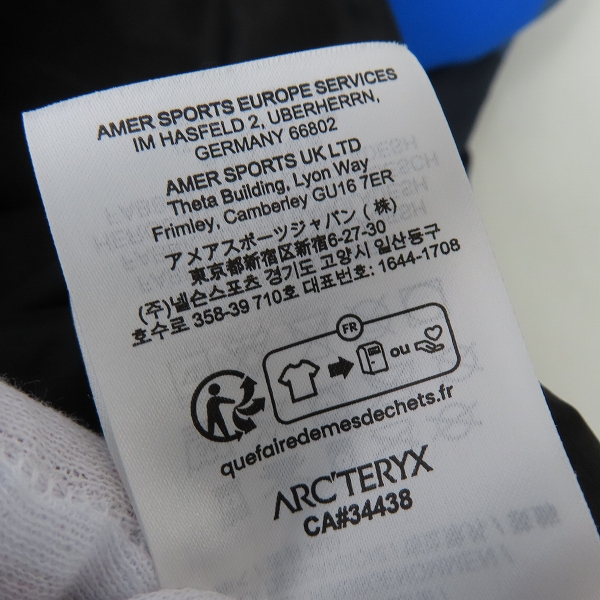 AMER SPORTS EUROPE SERVICES
IM HASFELD 2, UBERHERRN,
GERMANY 66802
AMER SPORTS UK LTD
Theta Building, Lyon Way
Frimley, Camberley GU16 7ER
アメアスポーツジャパン(株)
東京都新宿区新宿6-27-30
(주)넬슨스포츠 경기도 고양시 일산동구
호수로 358-39 710호 대표번호: 1644-1708
FR
ou
quefairedemesdechets.fr
ARC'TERYX
CA#34438